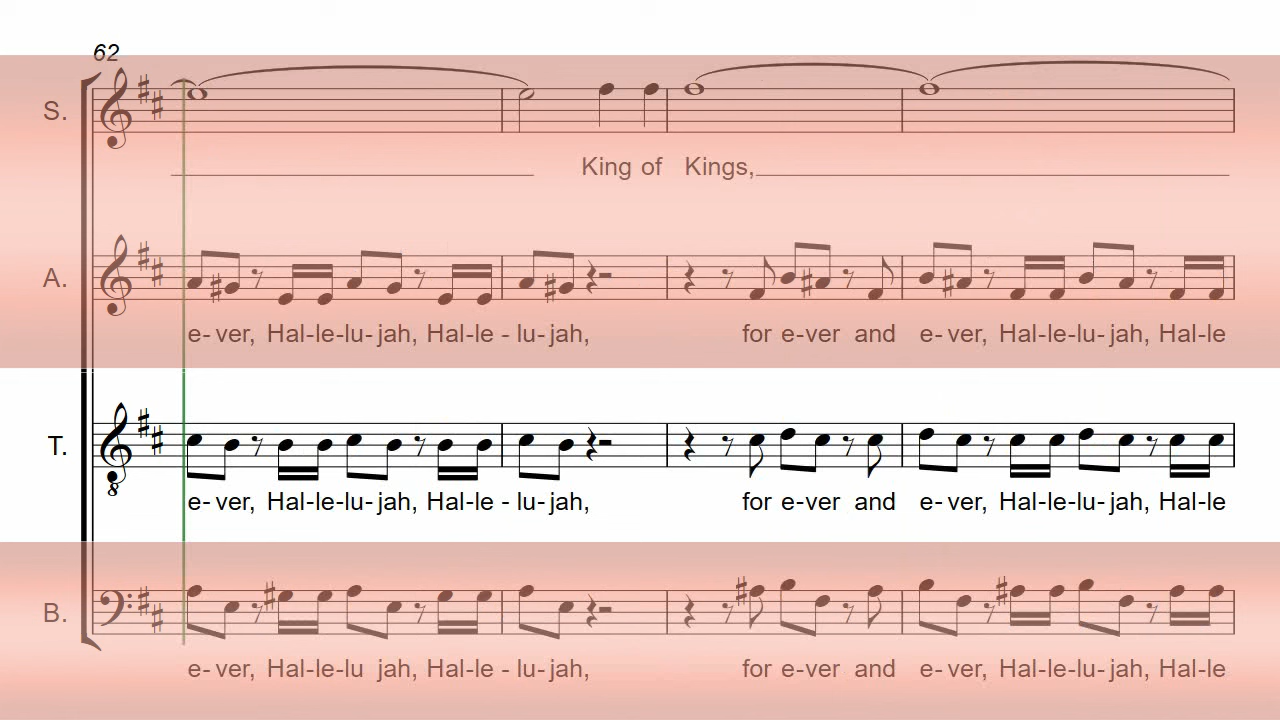 62
S.
King of Kings,
A.
e- ver, Hal-le-lu- jah, Hal-le - lu- jah, for e-ver and e- ver, Hal-le-lu- jah, Hal-le
T.
8
e- ver, Hal-le-lu- jah, Hal-le - lu- jah, for e-ver and e- ver, Hal-le-lu- jah, Hal-le
B.
e- ver, Hal-le-lu jah, Hal-le - lu- jah, for e-ver and e- ver, Hal-le-lu- jah, Hal-le